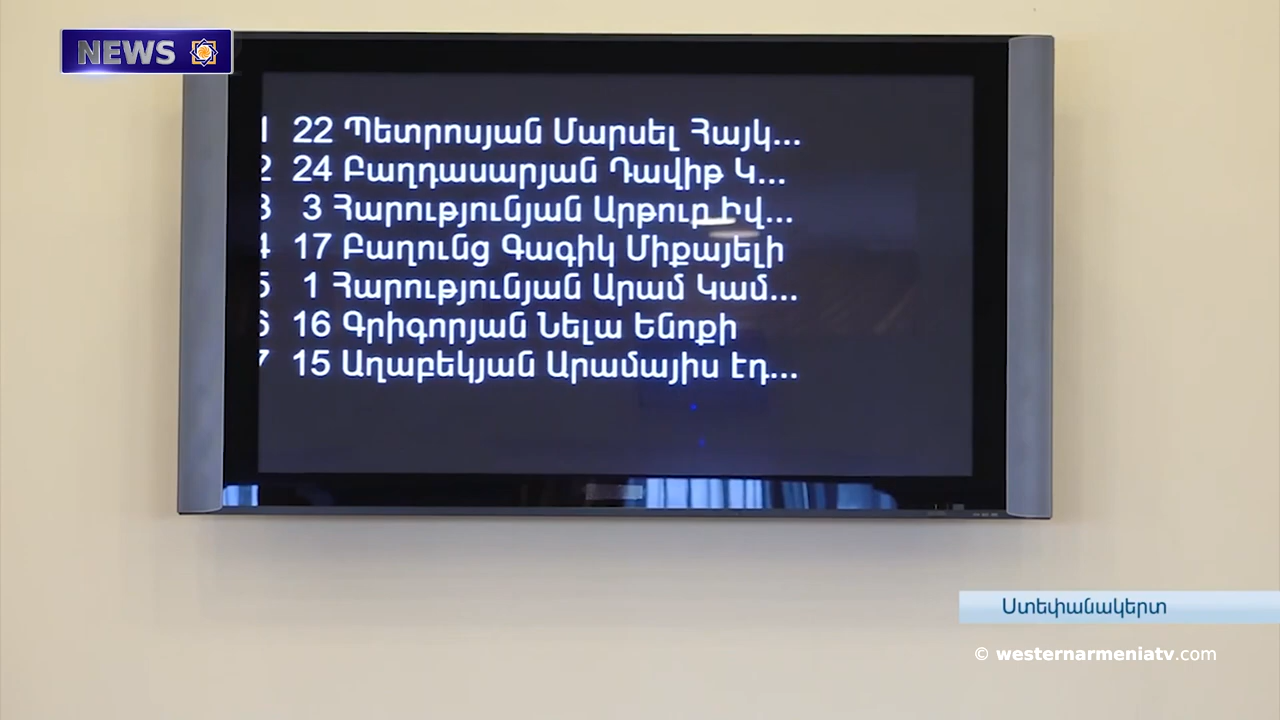 NEWS
1 22 Պետրոսյան Մարսել Հայկ...
2 24 Բաղդասարյան Դավիթ Կ...
3 3 Հարությունյան Արթուր Իվ...
4 17 Բաղունց Գագիկ Միքայելի
5 1 Հարությունյան Արամ Կամ...
6 16 Գրիգորյան Նելա Ենոքի
7 15 Աղաբեկյան Արամայիս Էդ...
Ստեփանակերտ
© westernarmeniatv.com